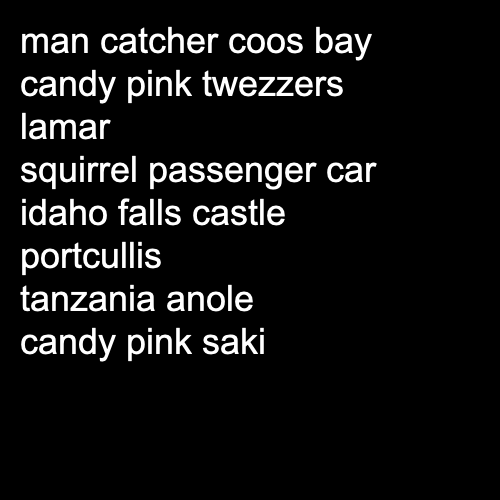 man catcher coos bay
candy pink twezzers
lamar
squirrel passenger car
idaho falls castle
portcullis
tanzania anole
candy pink saki